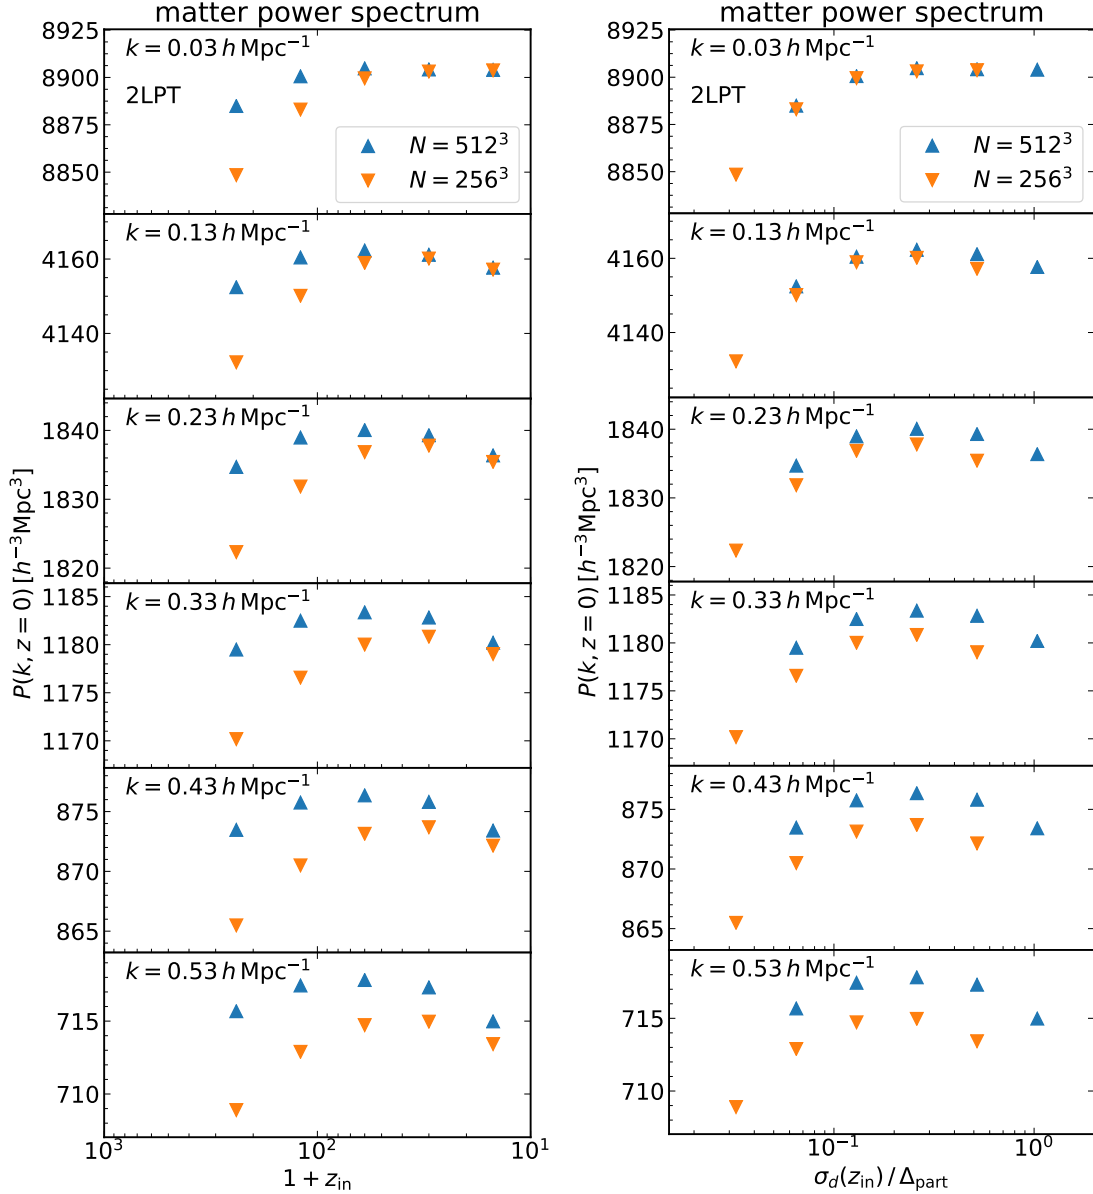 matter power spectrum
8925
8900
8875
8850
k = 0.03 h Mpc⁻¹
2LPT
N = 512³
N = 256³
4160
4140
k = 0.13 h Mpc⁻¹
1840
1830
1820
k = 0.23 h Mpc⁻¹
1185
1180
1175
1170
k = 0.33 h Mpc⁻¹
875
870
865
k = 0.43 h Mpc⁻¹
715
710
k = 0.53 h Mpc⁻¹
P(k, z = 0) [h⁻³Mpc³]
10³
10²
10¹
1 + z_in
matter power spectrum
8925
8900
8875
8850
k = 0.03 h Mpc⁻¹
2LPT
N = 512³
N = 256³
4160
4140
k = 0.13 h Mpc⁻¹
1840
1830
1820
k = 0.23 h Mpc⁻¹
1185
1180
1175
1170
k = 0.33 h Mpc⁻¹
875
870
865
k = 0.43 h Mpc⁻¹
715
710
k = 0.53 h Mpc⁻¹
P(k, z = 0) [h⁻³Mpc³]
10⁻¹
10⁰
σ_d(z_in) / Δ_part